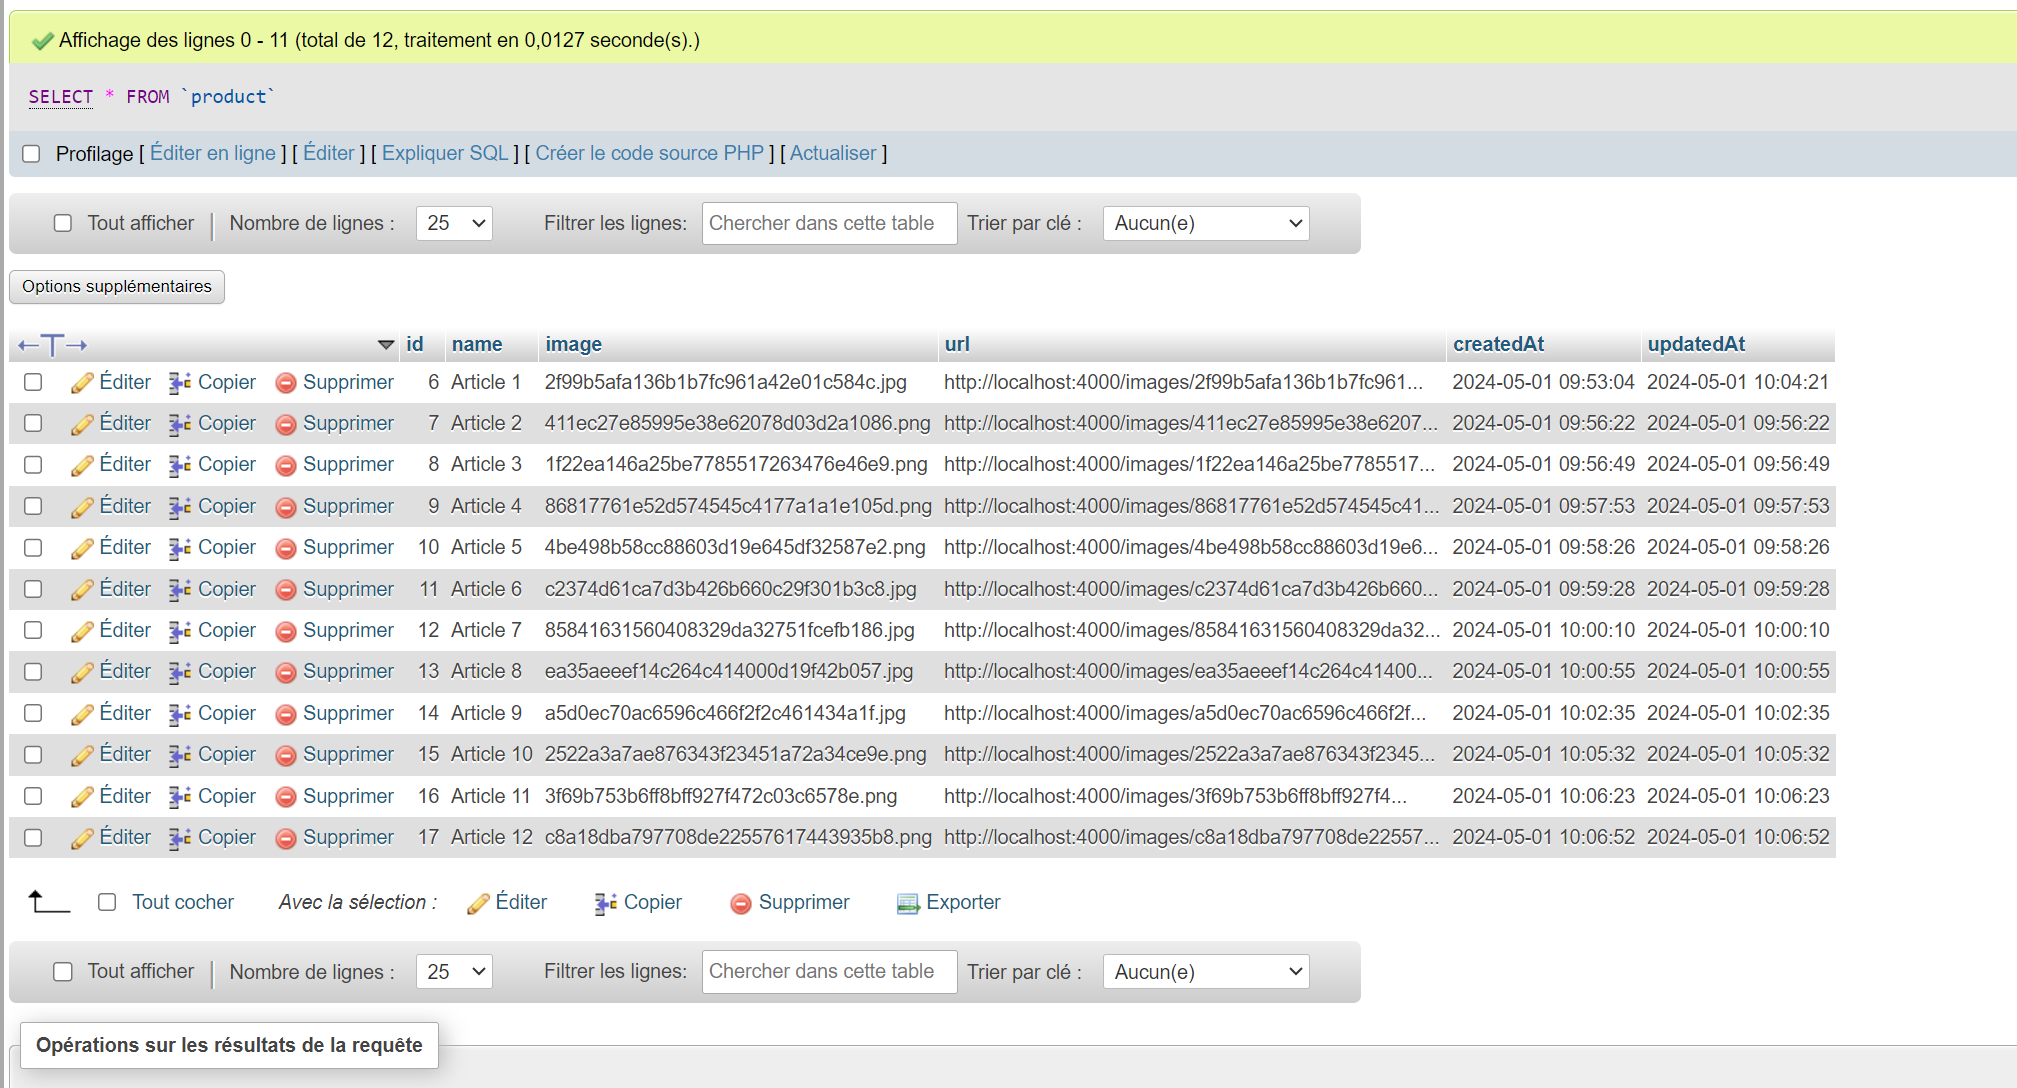 Affichage des lignes 0 - 11 (total de 12, traitement en 0,0127 seconde(s).)
SELECT * FROM `product`
Profilage [ Éditer en ligne ] [ Éditer ] [ Expliquer SQL ] [ Créer le code source PHP ] [ Actualiser ]
Tout afficher | Nombre de lignes : 25 Filtrer les lignes: Chercher dans cette table Trier par clé : Aucun(e)
Options supplémentaires
←T→ id name image url createdAt updatedAt
Éditer Copier Supprimer 6 Article 1 2f99b5afa136b1b7fc961a42e01c584c.jpg http://localhost:4000/images/2f99b5afa136b1b7fc961... 2024-05-01 09:53:04 2024-05-01 10:04:21
Éditer Copier Supprimer 7 Article 2 411ec27e85995e38e62078d03d2a1086.png http://localhost:4000/images/411ec27e85995e38e6207... 2024-05-01 09:56:22 2024-05-01 09:56:22
Éditer Copier Supprimer 8 Article 3 1f22ea146a25be7785517263476e46e9.png http://localhost:4000/images/1f22ea146a25be7785517... 2024-05-01 09:56:49 2024-05-01 09:56:49
Éditer Copier Supprimer 9 Article 4 86817761e52d574545c4177a1a1e105d.png http://localhost:4000/images/86817761e52d574545c41... 2024-05-01 09:57:53 2024-05-01 09:57:53
Éditer Copier Supprimer 10 Article 5 4be498b58cc88603d19e645df32587e2.png http://localhost:4000/images/4be498b58cc88603d19e6... 2024-05-01 09:58:26 2024-05-01 09:58:26
Éditer Copier Supprimer 11 Article 6 c2374d61ca7d3b426b660c29f301b3c8.jpg http://localhost:4000/images/c2374d61ca7d3b426b660... 2024-05-01 09:59:28 2024-05-01 09:59:28
Éditer Copier Supprimer 12 Article 7 85841631560408329da32751fcefb186.jpg http://localhost:4000/images/85841631560408329da32... 2024-05-01 10:00:10 2024-05-01 10:00:10
Éditer Copier Supprimer 13 Article 8 ea35aeeef14c264c414000d19f42b057.jpg http://localhost:4000/images/ea35aeeef14c264c41400... 2024-05-01 10:00:55 2024-05-01 10:00:55
Éditer Copier Supprimer 14 Article 9 a5d0ec70ac6596c466f2f2c461434a1f.jpg http://localhost:4000/images/a5d0ec70ac6596c466f2f... 2024-05-01 10:02:35 2024-05-01 10:02:35
Éditer Copier Supprimer 15 Article 10 2522a3a7ae876343f23451a72a34ce9e.png http://localhost:4000/images/2522a3a7ae876343f2345... 2024-05-01 10:05:32 2024-05-01 10:05:32
Éditer Copier Supprimer 16 Article 11 3f69b753b6ff8bff927f472c03c6578e.png http://localhost:4000/images/3f69b753b6ff8bff927f4... 2024-05-01 10:06:23 2024-05-01 10:06:23
Éditer Copier Supprimer 17 Article 12 c8a18dba797708de22557617443935b8.png http://localhost:4000/images/c8a18dba797708de22557... 2024-05-01 10:06:52 2024-05-01 10:06:52
Tout cocher Avec la sélection : Éditer Copier Supprimer Exporter
Tout afficher | Nombre de lignes : 25 Filtrer les lignes: Chercher dans cette table Trier par clé : Aucun(e)
Opérations sur les résultats de la requête